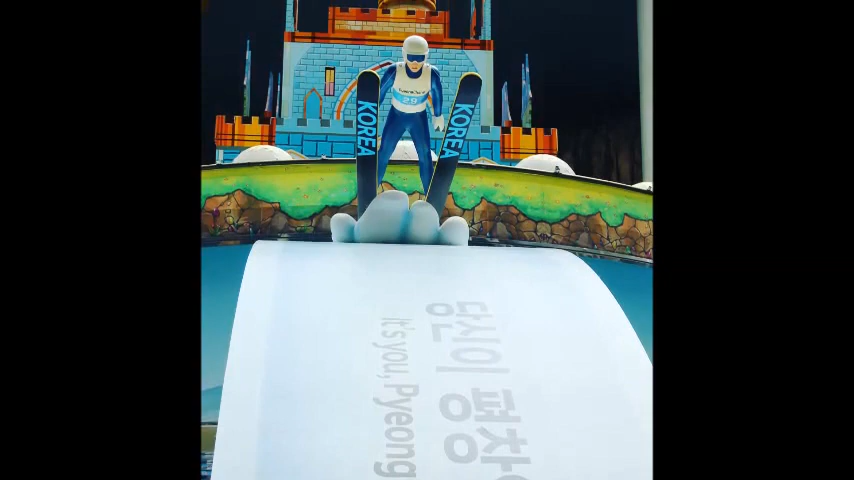 KOREA
KOREA
29
당신이 평창
It's you, Pyeong